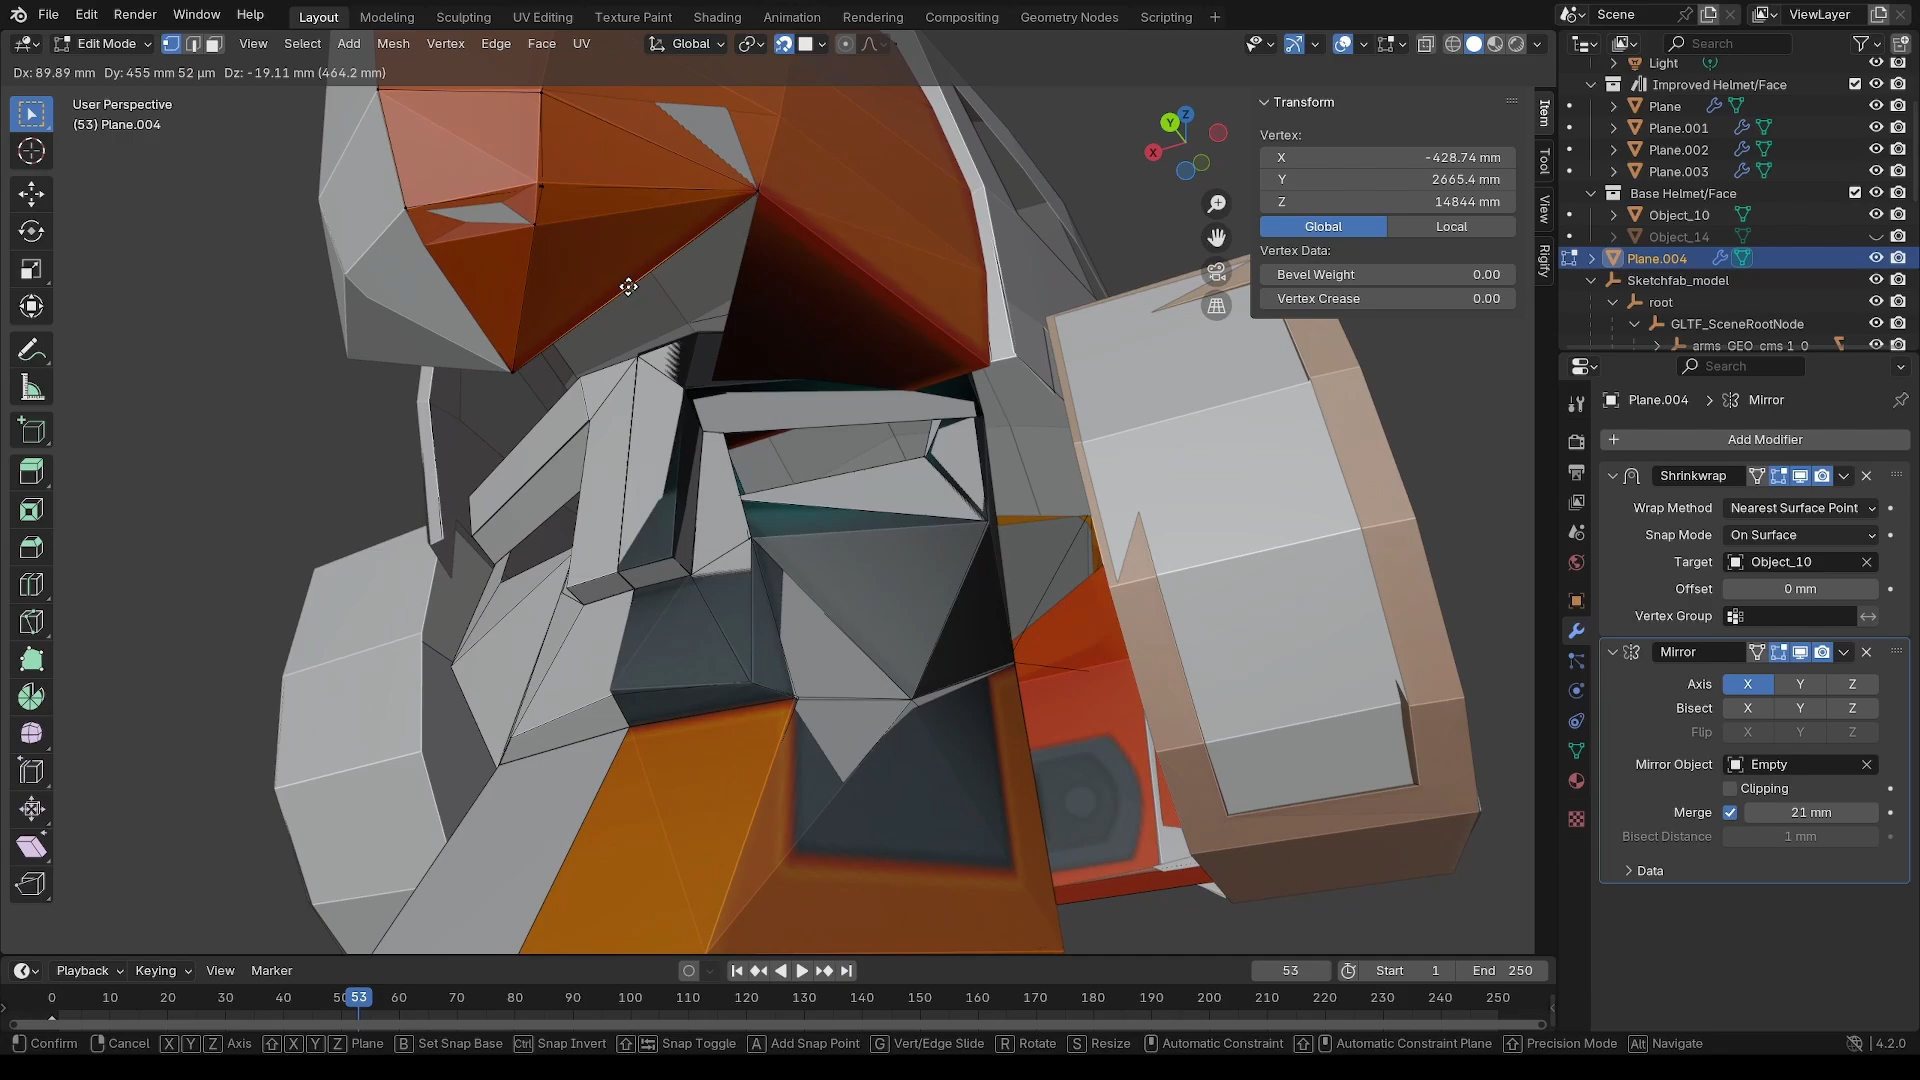 File Edit Render Window Help Layout Modeling Sculpting UV Editing Texture Paint Shading Animation Rendering Compositing Geometry Nodes Scripting + Scene ViewLayer
Edit Mode View Select Add Mesh Vertex Edge Face UV Global Search
Dx: 89.89 mm Dy: 455 mm 52 µm Dz: -19.11 mm (464.2 mm)
User Perspective
(53) Plane.004
X
Y
Z
Transform
Vertex:
X -428.74 mm
Y 2665.4 mm
Z 14844 mm
Global Local
Vertex Data:
Bevel Weight 0.00
Vertex Crease 0.00
Item
Tool
View
Rigify
Light
Improved Helmet/Face
Plane
Plane.001
Plane.002
Plane.003
Base Helmet/Face
Object_10
Object_14
Plane.004
Sketchfab_model
root
GLTF_SceneRootNode
arms_GEO_cms_1_0
Search
Plane.004 > Mirror
+ Add Modifier
Shrinkwrap
Wrap Method Nearest Surface Point
Snap Mode On Surface
Target Object_10
Offset 0 mm
Vertex Group
Mirror
Axis X Y Z
Bisect X Y Z
Flip X Y Z
Mirror Object Empty
Clipping
Merge 21 mm
Bisect Distance 1 mm
Data
Playback Keying View Marker 53 Start 1 End 250
0 10 20 30 40 50 53 60 70 80 90 100 110 120 130 140 150 160 170 180 190 200 210 220 230 240 250
Confirm Cancel X Y Z Axis X Y Z Plane B Set Snap Base Ctrl Snap Invert Snap Toggle A Add Snap Point G Vert/Edge Slide R Rotate S Resize Automatic Constraint Automatic Constraint Plane Precision Mode Alt Navigate 4.2.0